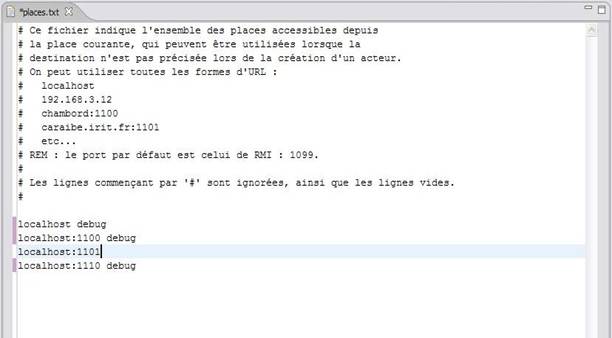 *places.txt
# Ce fichier indique l'ensemble des places accessibles depuis
# la place courante, qui peuvent être utilisées lorsque la
# destination n'est pas précisée lors de la création d'un acteur.
# On peut utiliser toutes les formes d'URL :
#   localhost
#   192.168.3.12
#   chambord:1100
#   caraibe.irit.fr:1101
#   etc...
# REM : le port par défaut est celui de RMI : 1099.
#
# Les lignes commençant par '#' sont ignorées, ainsi que les lignes vides.
#
localhost debug
localhost:1100 debug
localhost:1101
localhost:1110 debug